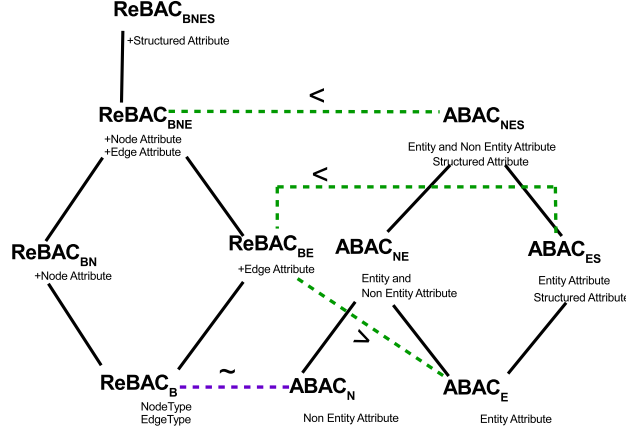 ReBAC_BNES
+Structured Attribute
<
ReBAC_BNE
ABAC_NES
+Node Attribute
+Edge Attribute
Entity and Non Entity Attribute
Structured Attribute
<
ReBAC_BN
+Node Attribute
ReBAC_BE
+Edge Attribute
ABAC_NE
Entity and
Non Entity Attribute
ABAC_ES
Entity Attribute
Structured Attribute
>
~
ReBAC_B
NodeType
EdgeType
ABAC_N
Non Entity Attribute
ABAC_E
Entity Attribute